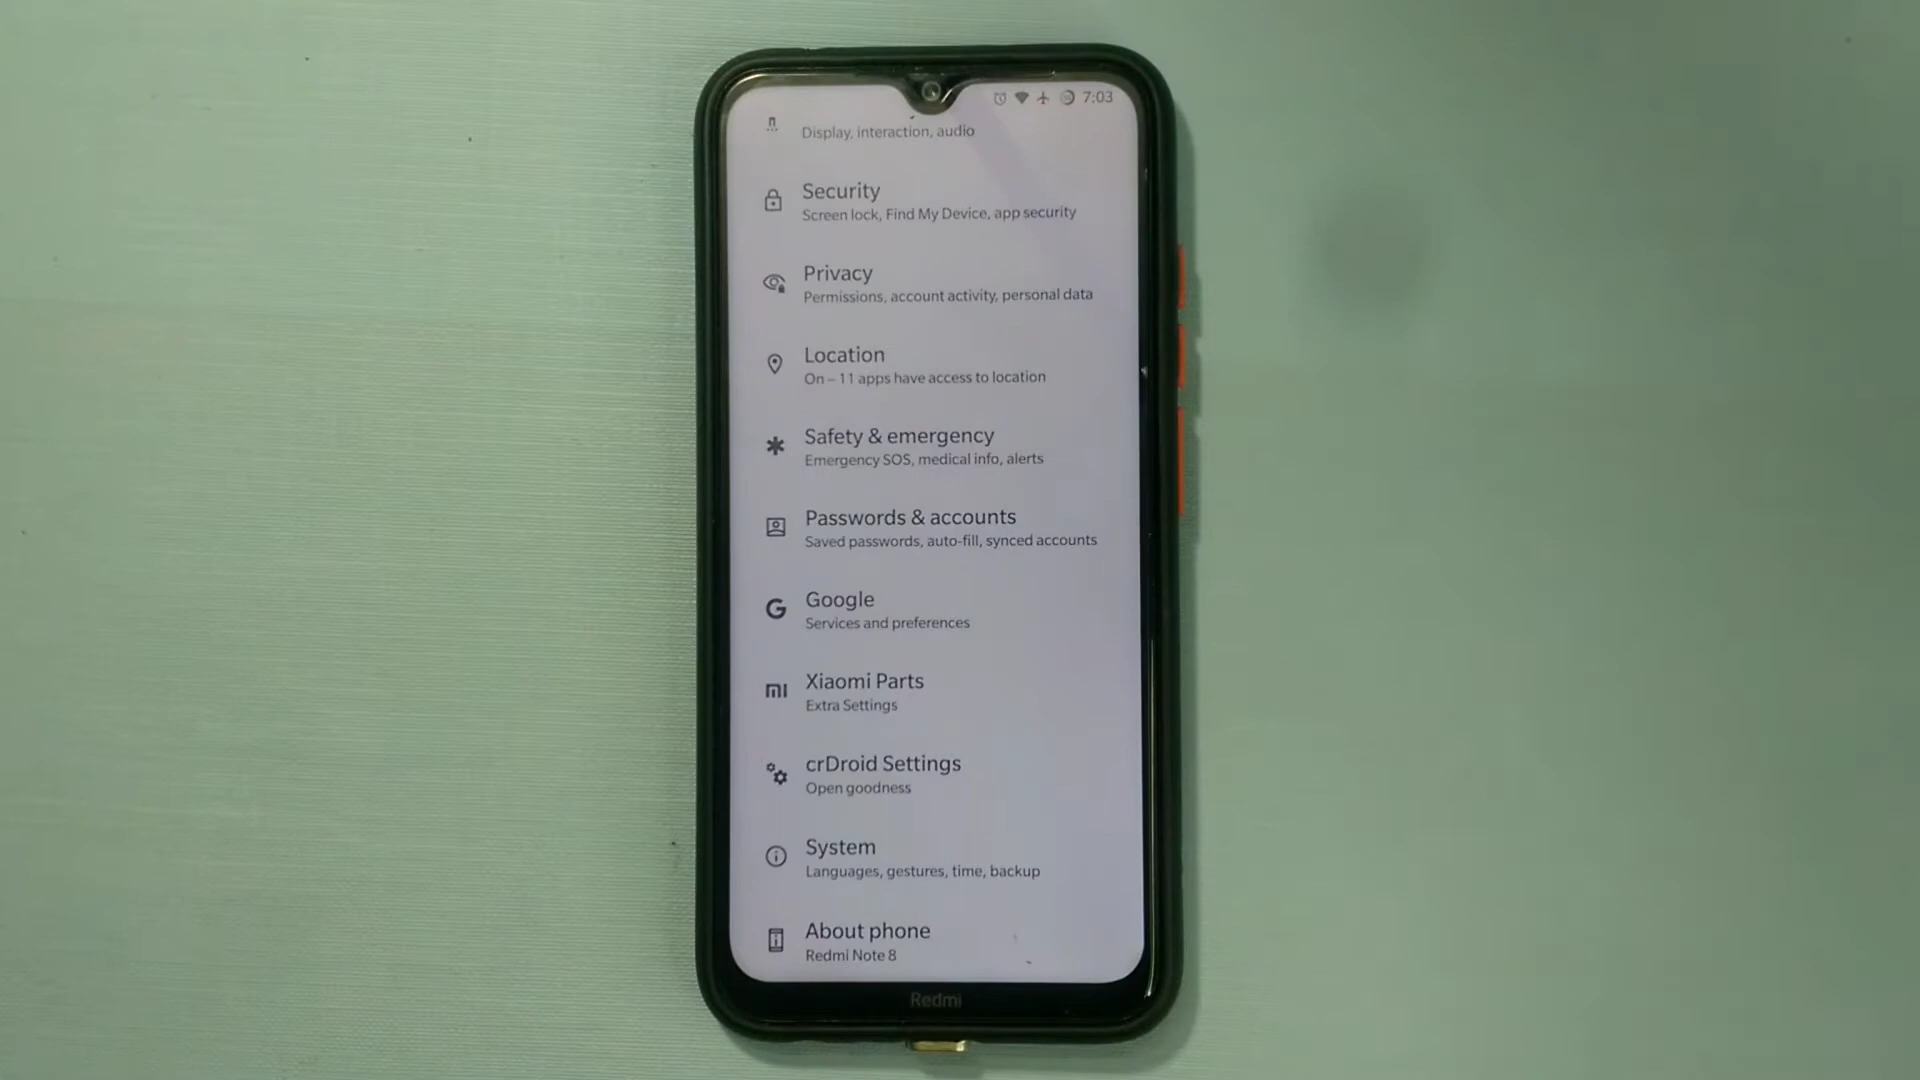 7:03
Display, interaction, audio
Security
Screen lock, Find My Device, app security
Privacy
Permissions, account activity, personal data
Location
On – 11 apps have access to location
Safety & emergency
Emergency SOS, medical info, alerts
Passwords & accounts
Saved passwords, auto-fill, synced accounts
G Google
Services and preferences
MI Xiaomi Parts
Extra Settings
crDroid Settings
Open goodness
System
Languages, gestures, time, backup
About phone
Redmi Note 8
Redmi